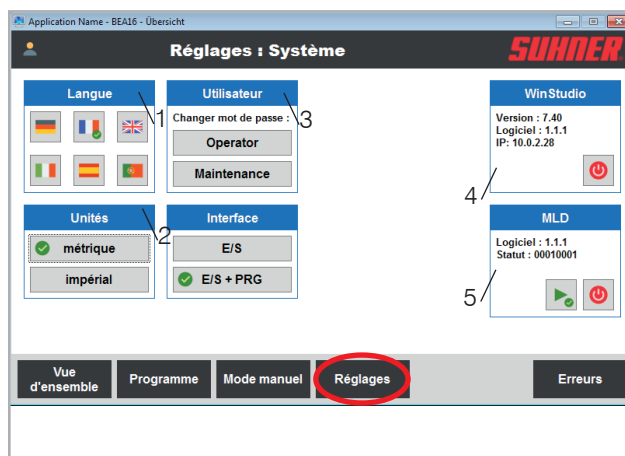 Application Name - BEA16 - Übersicht
Réglages : Système
SUHNER
Langue
1
Utilisateur
Changer mot de passe :
3
Operator
Maintenance
WinStudio
Version : 7.40
Logiciel : 1.1.1
IP: 10.0.2.28
4
Unités
2
métrique
impérial
Interface
E/S
E/S + PRG
MLD
Logiciel : 1.1.1
Statut : 00010001
5
Vue
d'ensemble
Programme
Mode manuel
Réglages
Erreurs